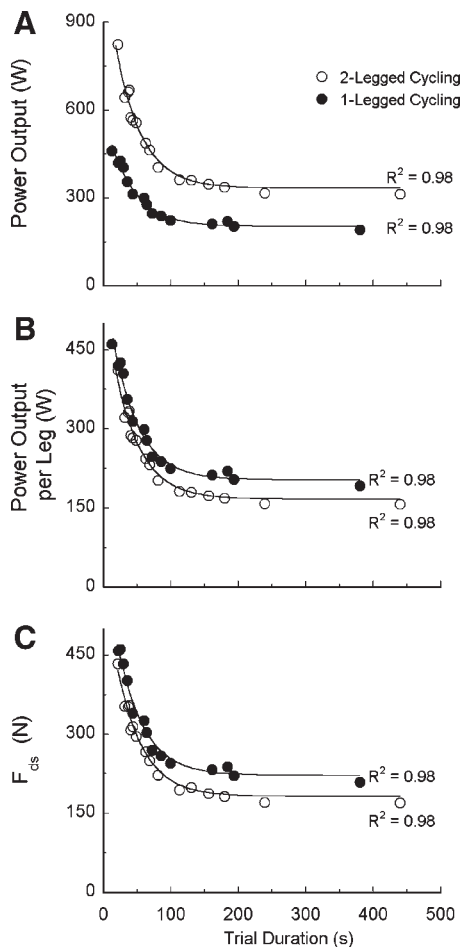 A
Power Output (W)
900
600
300
0
2-Legged Cycling
1-Legged Cycling
R² = 0.98
R² = 0.98
B
Power Output
per Leg (W)
450
300
150
0
R² = 0.98
R² = 0.98
C
F_ds (N)
450
300
150
0
R² = 0.98
R² = 0.98
0 100 200 300 400 500
Trial Duration (s)